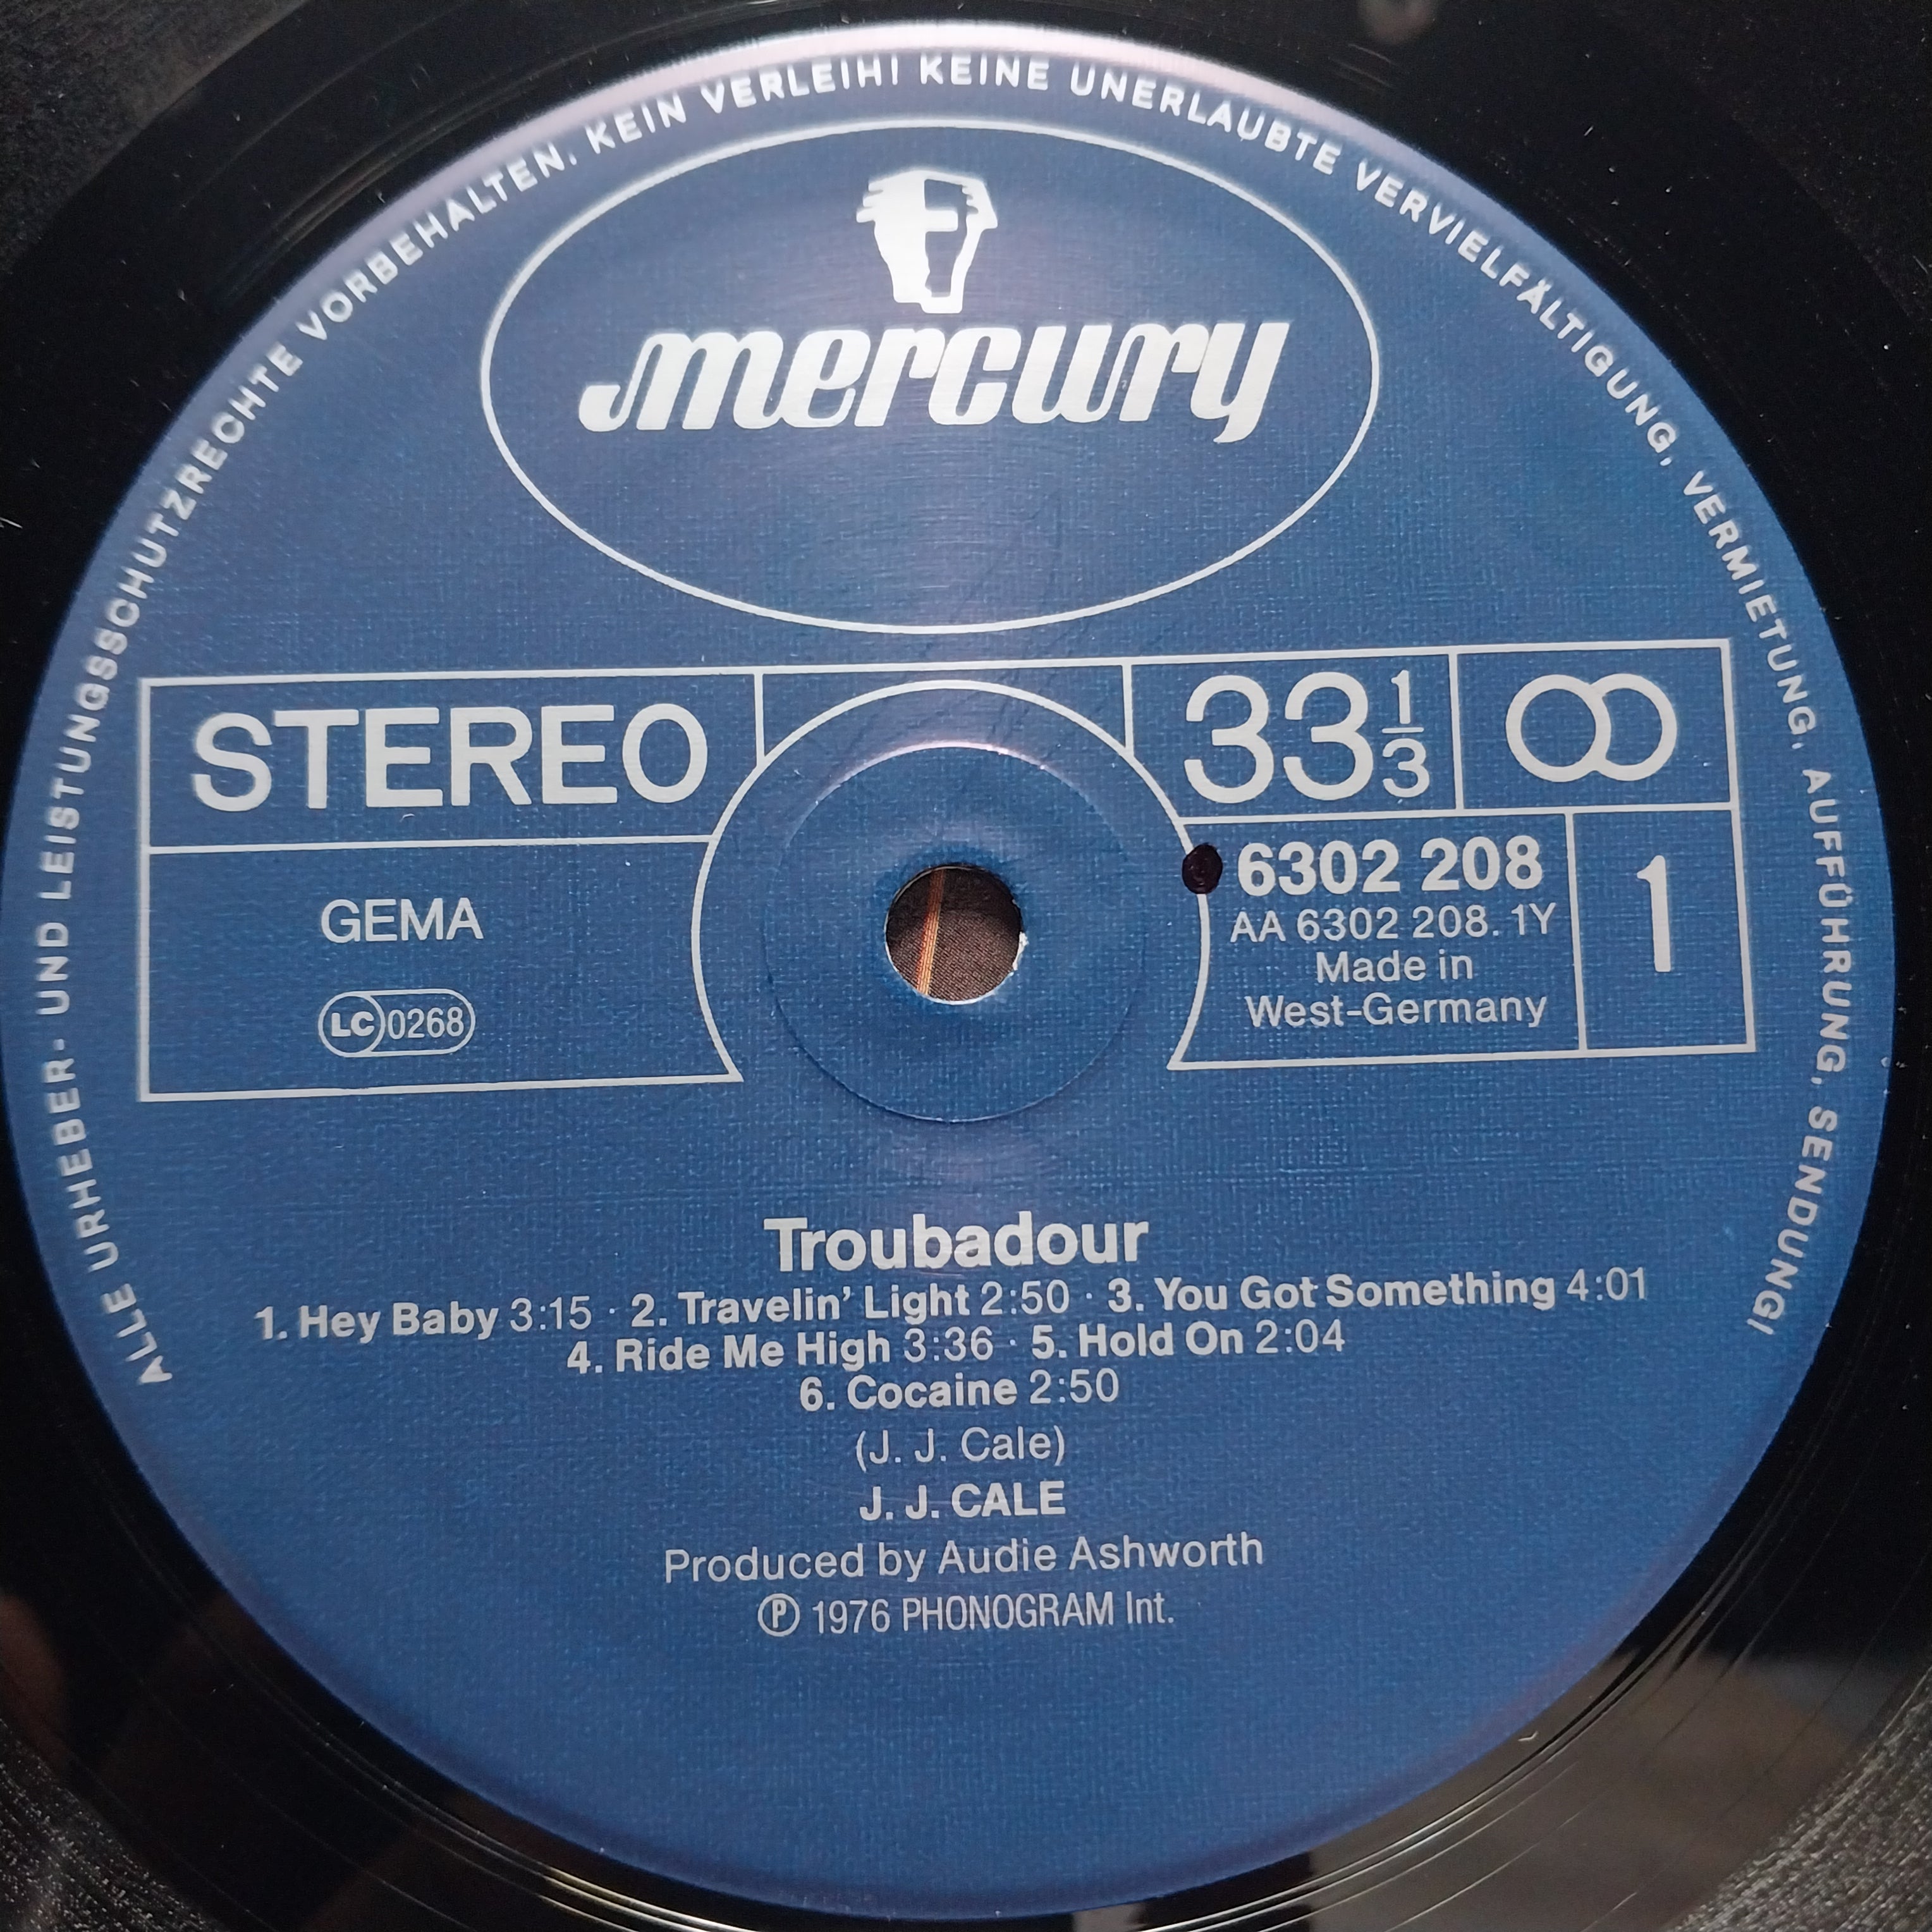 ALLE URHEBER- UND LEISTUNGSSCHUTZRECHTE VORBEHALTEN. KEIN VERLEIH! KEINE UNERLAUBTE VERVIELFÄLTIGUNG, VERMIETUNG, AUFFÜHRUNG, SENDUNG!
mercury
STEREO
33 1/3
GEMA
LC 0268
6302 208
AA 6302 208. 1Y
Made in
West-Germany
1
Troubadour
1. Hey Baby 3:15 · 2. Travelin' Light 2:50 · 3. You Got Something 4:01
4. Ride Me High 3:36 · 5. Hold On 2:04
6. Cocaine 2:50
(J. J. Cale)
J. J. CALE
Produced by Audie Ashworth
℗ 1976 PHONOGRAM Int.